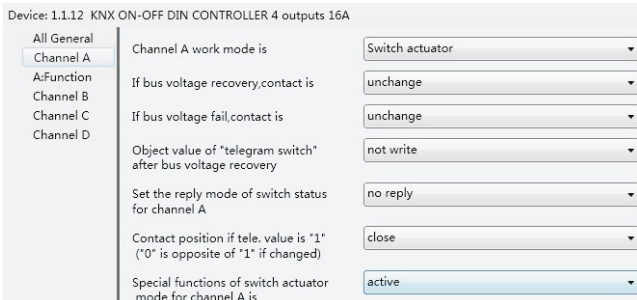 Device: 1.1.12 KNX ON-OFF DIN CONTROLLER 4 outputs 16A
All General
Channel A
A:Function
Channel B
Channel C
Channel D
Channel A work mode is
Switch actuator
If bus voltage recovery,contact is
unchange
If bus voltage fail,contact is
unchange
Object value of "telegram switch"
after bus voltage recovery
not write
Set the reply mode of switch status
for channel A
no reply
Contact position if tele. value is "1"
("0" is opposite of "1" if changed)
close
Special functions of switch actuator
mode for channel A is
active